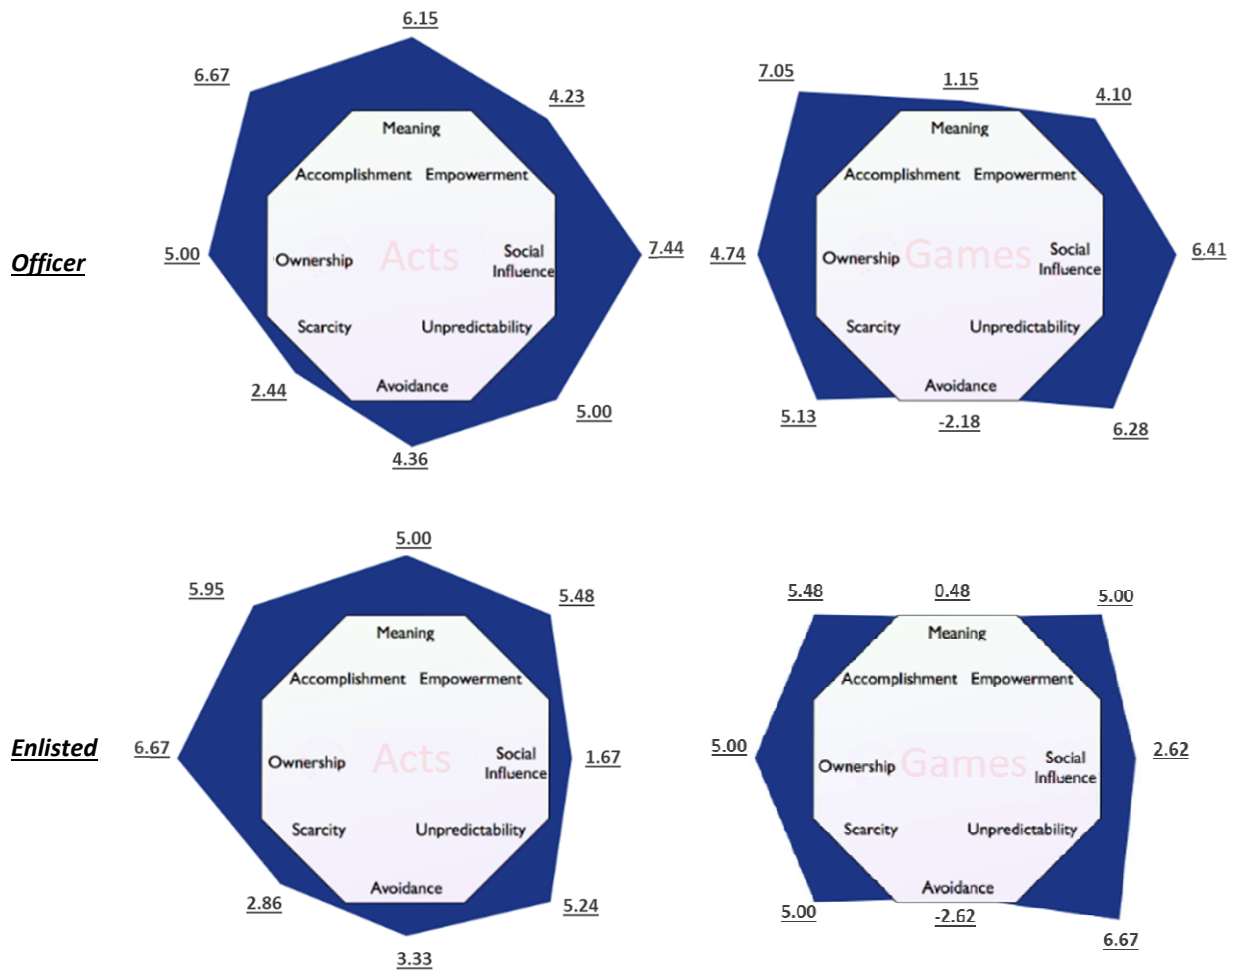 Officer
6.15
6.67
4.23
Meaning
Accomplishment Empowerment
Ownership
Acts
Social
Influence
5.00
7.44
Scarcity
Unpredictability
Avoidance
2.44
5.00
4.36
7.05
1.15
4.10
Meaning
Accomplishment Empowerment
Ownership
Games
Social
Influence
4.74
6.41
Scarcity
Unpredictability
Avoidance
5.13
-2.18
6.28
Enlisted
5.00
5.95
5.48
Meaning
Accomplishment Empowerment
Ownership
Acts
Social
Influence
6.67
1.67
Scarcity
Unpredictability
Avoidance
2.86
5.24
3.33
5.48
0.48
5.00
Meaning
Accomplishment Empowerment
Ownership
Games
Social
Influence
5.00
2.62
Scarcity
Unpredictability
Avoidance
5.00
-2.62
6.67